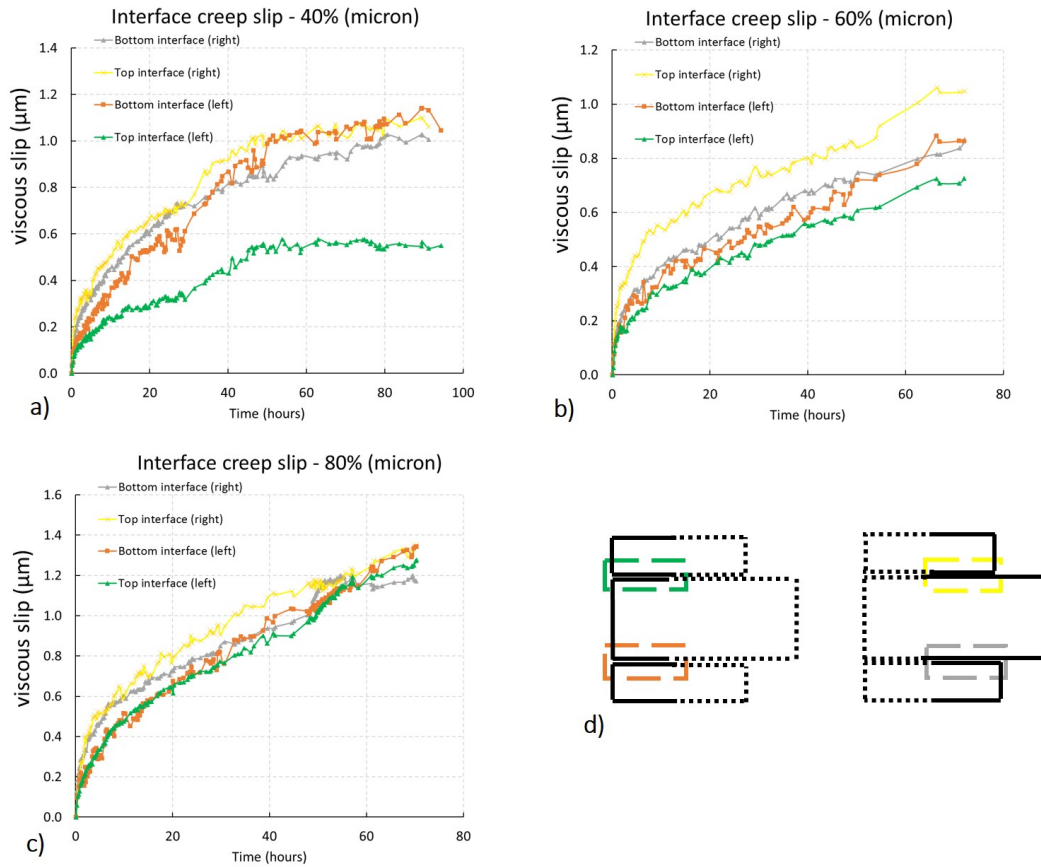 Interface creep slip - 40% (micron)
1.4
1.2
1.0
0.8
0.6
0.4
0.2
0.0
viscous slip (µm)
Bottom interface (right)
Top interface (right)
Bottom interface (left)
Top interface (left)
0 20 40 60 80 100
Time (hours)
a)
Interface creep slip - 60% (micron)
1.2
1.0
0.8
0.6
0.4
0.2
0.0
viscous slip (µm)
Bottom interface (right)
Top interface (right)
Bottom interface (left)
Top interface (left)
0 20 40 60 80
Time (hours)
b)
Interface creep slip - 80% (micron)
1.6
1.4
1.2
1.0
0.8
0.6
0.4
0.2
0.0
viscous slip (µm)
Bottom interface (right)
Top interface (right)
Bottom interface (left)
Top interface (left)
0 20 40 60 80
Time (hours)
c)
d)